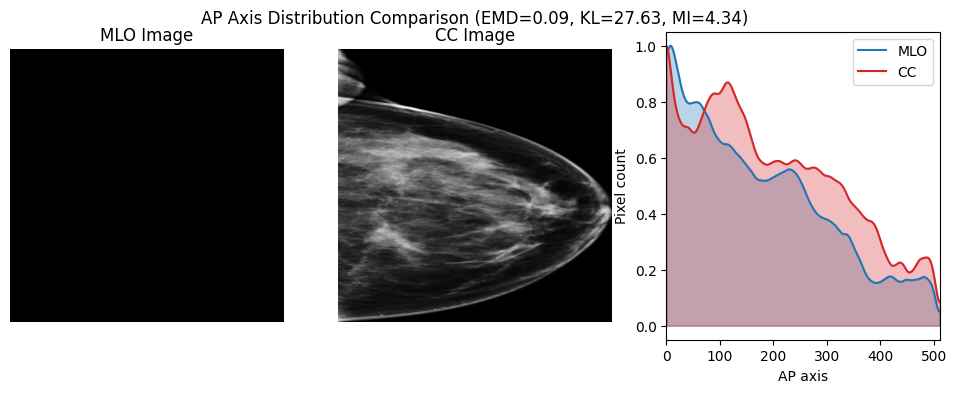 AP Axis Distribution Comparison (EMD=0.09, KL=27.63, MI=4.34)
MLO Image
CC Image
MLO
CC
1.0
0.8
0.6
0.4
0.2
0.0
Pixel count
0 100 200 300 400 500
AP axis